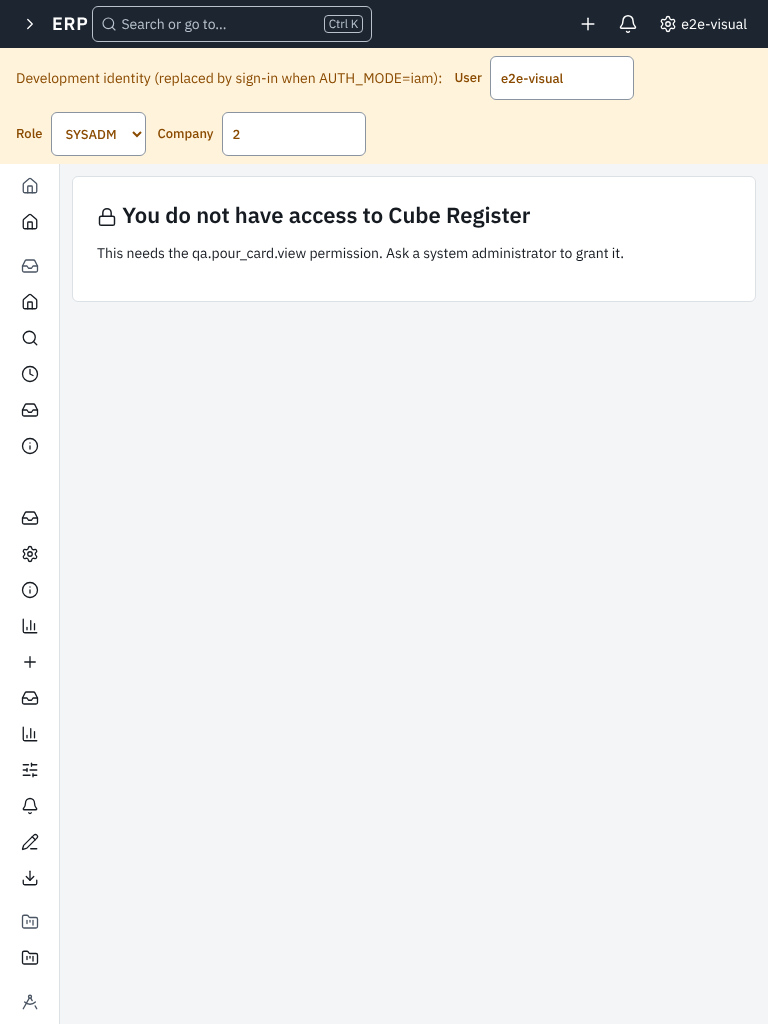 ERP Search or go to... Ctrl K e2e-visual
Development identity (replaced by sign-in when AUTH_MODE=iam): User e2e-visual
Role SYSADM Company 2
You do not have access to Cube Register
This needs the qa.pour_card.view permission. Ask a system administrator to grant it.